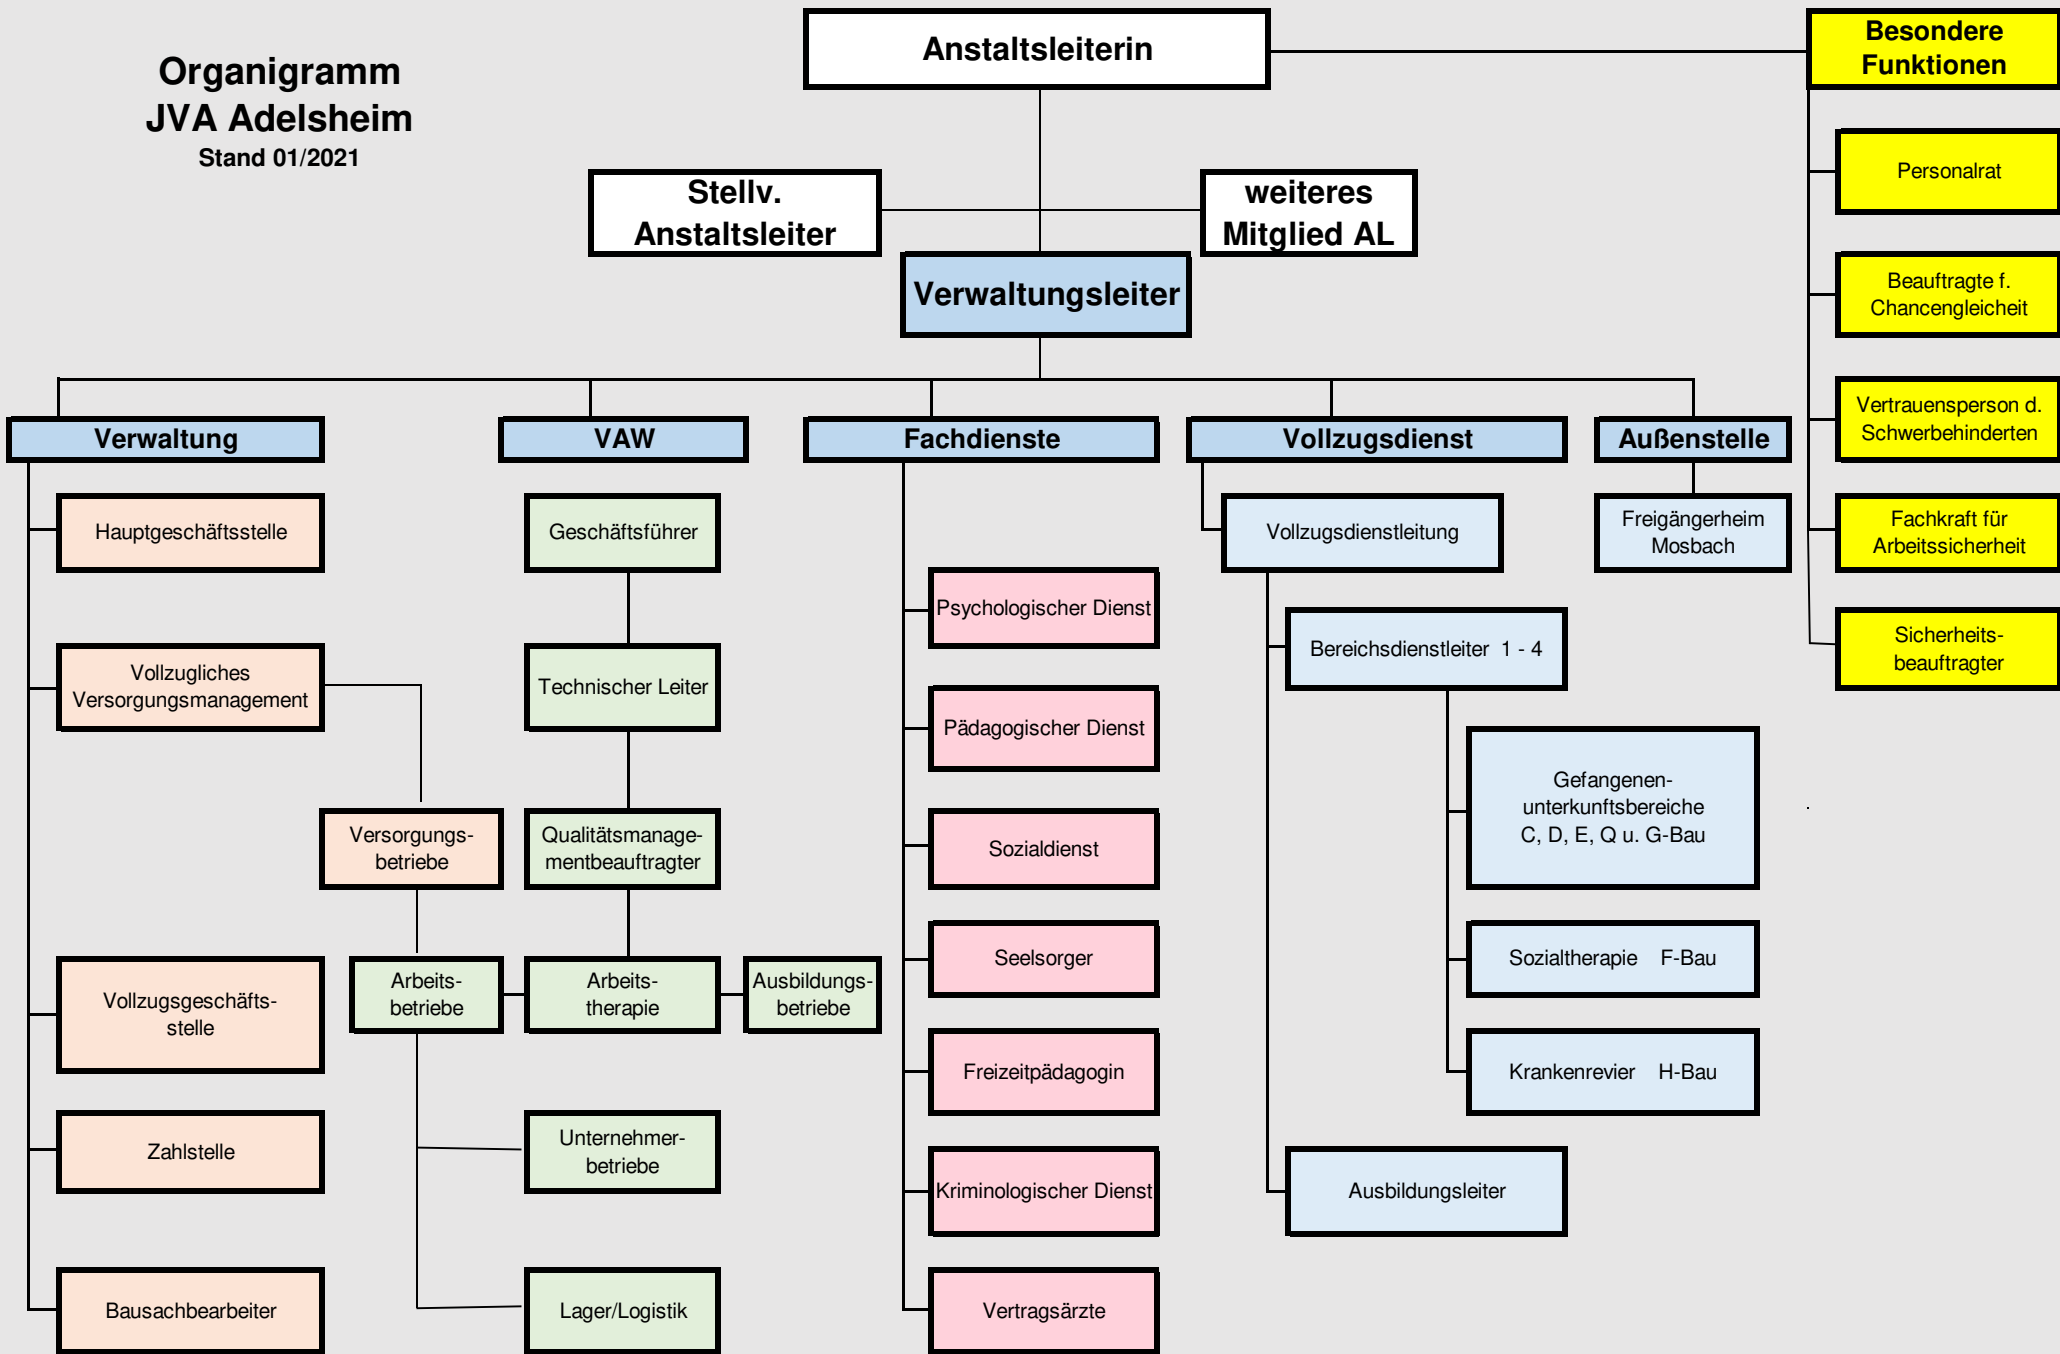 Organigramm
JVA Adelsheim
Stand 01/2021
Anstaltsleiterin
Besondere
Funktionen
Stellv.
Anstaltsleiter
weiteres
Mitglied AL
Verwaltungsleiter
Personalrat
Beauftragte f.
Chancengleicheit
Vertrauensperson d.
Schwerbehinderten
Fachkraft für
Arbeitssicherheit
Sicherheits-
beauftragter
Verwaltung
VAW
Fachdienste
Vollzugsdienst
Außenstelle
Hauptgeschäftsstelle
Vollzugliches
Versorgungsmanagement
Versorgungs-
betriebe
Vollzugsgeschäfts-
stelle
Zahlstelle
Bausachbearbeiter
Geschäftsführer
Technischer Leiter
Qualitätsmanage-
mentbeauftragter
Arbeits-
betriebe
Arbeits-
therapie
Ausbildungs-
betriebe
Unternehmer-
betriebe
Lager/Logistik
Psychologischer Dienst
Pädagogischer Dienst
Sozialdienst
Seelsorger
Freizeitpädagogin
Kriminologischer Dienst
Vertragsärzte
Vollzugsdienstleitung
Bereichsdienstleiter 1 - 4
Gefangenen-
unterkunftsbereiche
C, D, E, Q u. G-Bau
Sozialtherapie F-Bau
Krankenrevier H-Bau
Ausbildungsleiter
Freigängerheim
Mosbach